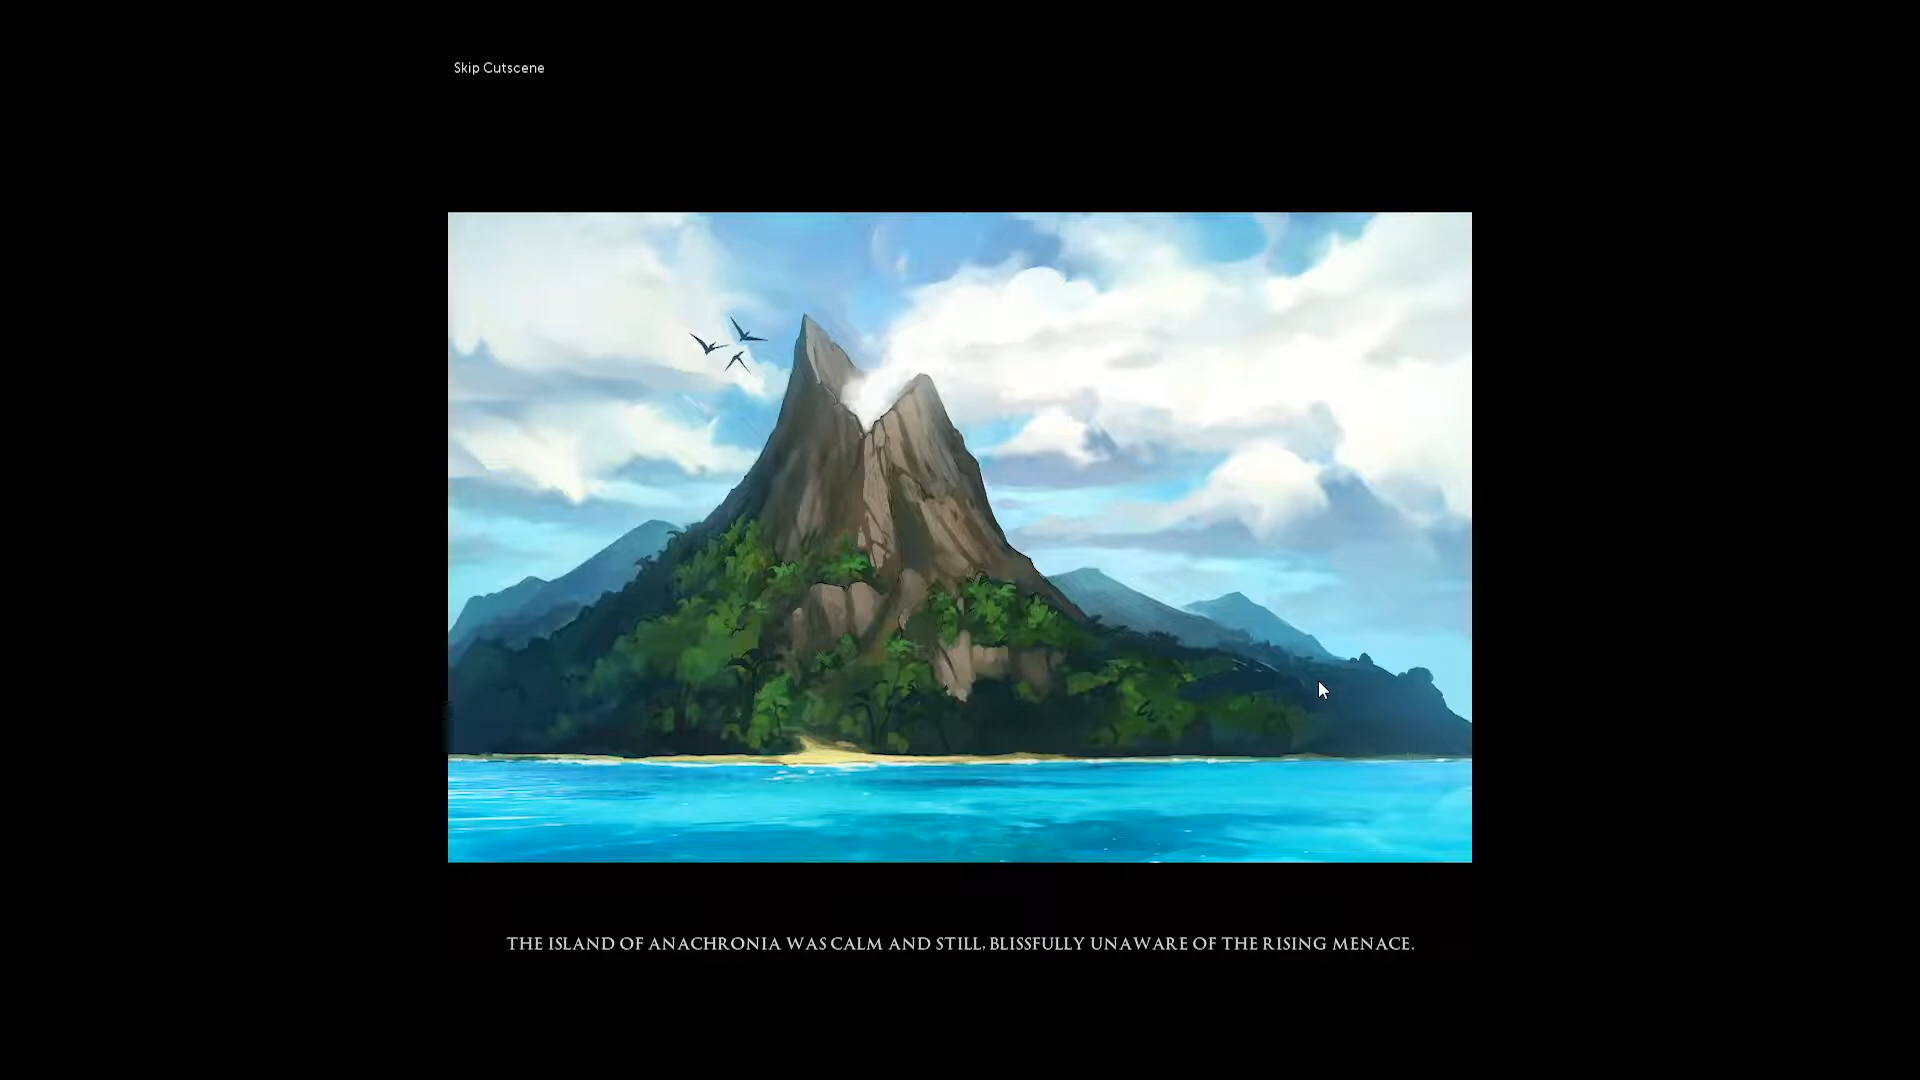 Skip Cutscene
THE ISLAND OF ANACHRONIA WAS CALM AND STILL, BLISSFULLY UNAWARE OF THE RISING MENACE.